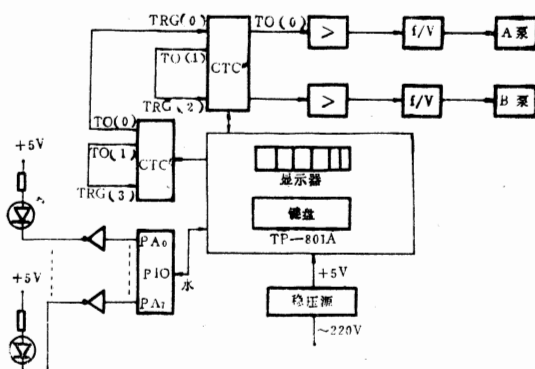 TRG(0)
TO(0)
>
f/V
A泵
TO(1)
CTC
TRG(2)
>
f/V
B泵
TO(0)
TO(1)
CTC
TRG(3)
显示器
键盘
TP—801A
+5V
PA₀
PIO
PA₇
+5V
+5V
稳压源
~220V